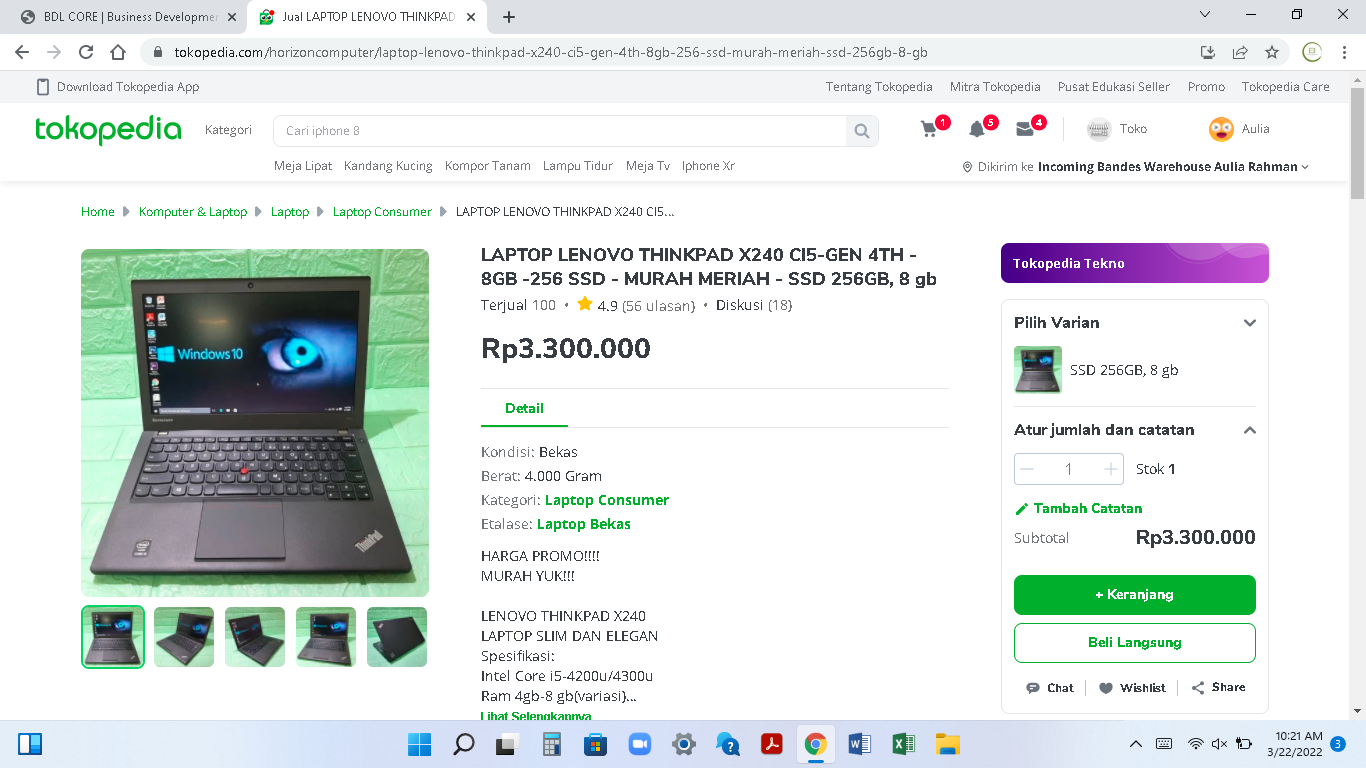 BDL CORE | Business Developmen
Jual LAPTOP LENOVO THINKPAD
tokopedia.com/horizoncomputer/laptop-lenovo-thinkpad-x240-ci5-gen-4th-8gb-256-ssd-murah-meriah-ssd-256gb-8-gb
Download Tokopedia App
Tentang Tokopedia Mitra Tokopedia Pusat Edukasi Seller Promo Tokopedia Care
tokopedia Kategori Cari iphone 8 1 5 4 Toko Aulia
Meja Lipat Kandang Kucing Kompor Tanam Lampu Tidur Meja Tv Iphone Xr
Dikirim ke Incoming Bandes Warehouse Aulia Rahman
Home Komputer & Laptop Laptop Laptop Consumer LAPTOP LENOVO THINKPAD X240 CI5...
Windows 10
lenovo
ThinkPad
LAPTOP LENOVO THINKPAD X240 CI5-GEN 4TH -
8GB -256 SSD - MURAH MERIAH - SSD 256GB, 8 gb
Terjual 100 • 4.9 (56 ulasan) • Diskusi (18)
Rp3.300.000
Detail
Kondisi: Bekas
Berat: 4.000 Gram
Kategori: Laptop Consumer
Etalase: Laptop Bekas
HARGA PROMO!!!!
MURAH YUK!!!
LENOVO THINKPAD X240
LAPTOP SLIM DAN ELEGAN
Spesifikasi:
Intel Core i5-4200u/4300u
Ram 4gb-8 gb(variasi)...
Lihat Selengkapnya
Tokopedia Tekno
Pilih Varian
SSD 256GB, 8 gb
Atur jumlah dan catatan
1 Stok 1
Tambah Catatan
Subtotal Rp3.300.000
+ Keranjang
Beli Langsung
Chat Wishlist Share
10:21 AM
3/22/2022 3